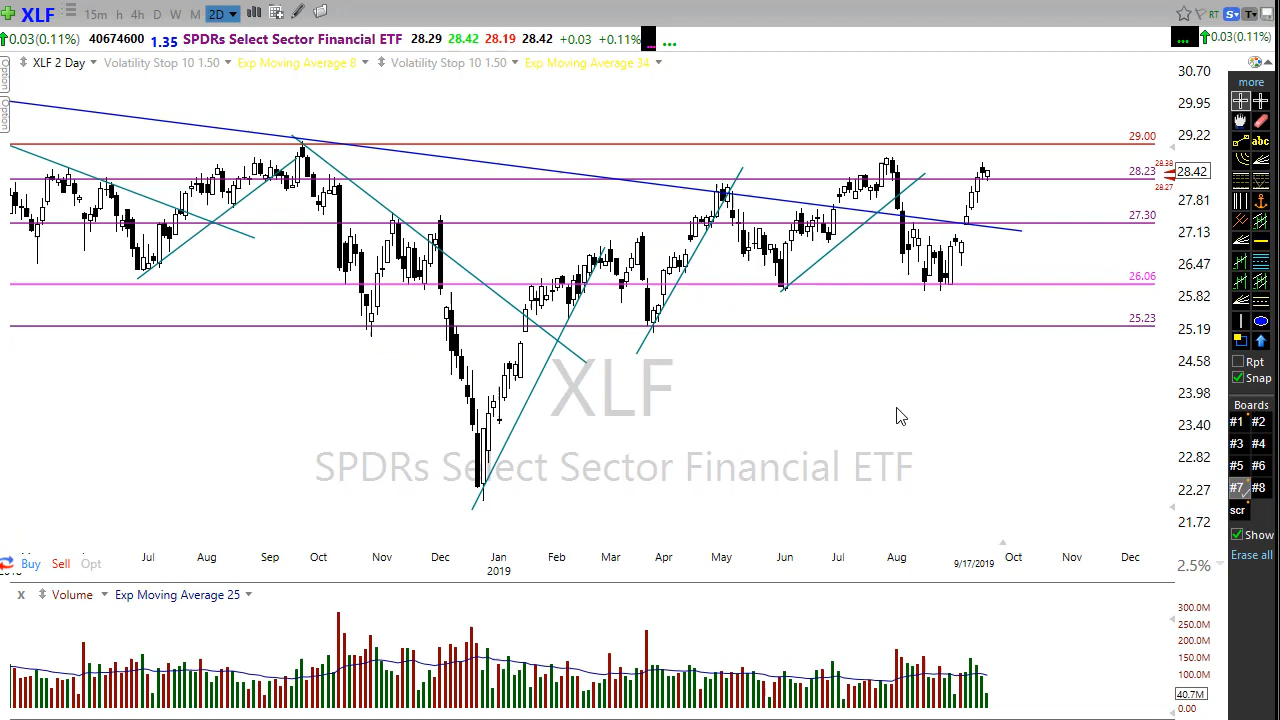 XLF 15m h 4h D W M 2D RT S T
0.03(0.11%) 40674600 1.35 SPDRs Select Sector Financial ETF 28.29 28.42 28.19 28.42 +0.03 +0.11% ... ... 0.03(0.11%)
Option
Option
XLF 2 Day Volatility Stop 10 1.50 Exp Moving Average 8 Volatility Stop 10 1.50 Exp Moving Average 34
30.70
29.95
29.22
28.42
27.81
27.13
26.47
25.82
25.19
24.58
23.98
23.40
22.82
22.27
21.72
29.00
28.23
27.30
26.06
25.23
28.38
28.27
XLF
SPDRs Select Sector Financial ETF
Jul Aug Sep Oct Nov Dec Jan Feb Mar Apr May Jun Jul Aug 9/17/2019 Oct Nov Dec
2019
Buy Sell Opt
2.5%
x Volume Exp Moving Average 25
300.0M
250.0M
200.0M
150.0M
100.0M
40.7M
0.00
more
abc
Rpt
Snap
Boards
#1 #2
#3 #4
#5 #6
#7 #8
scr
Show
Erase all